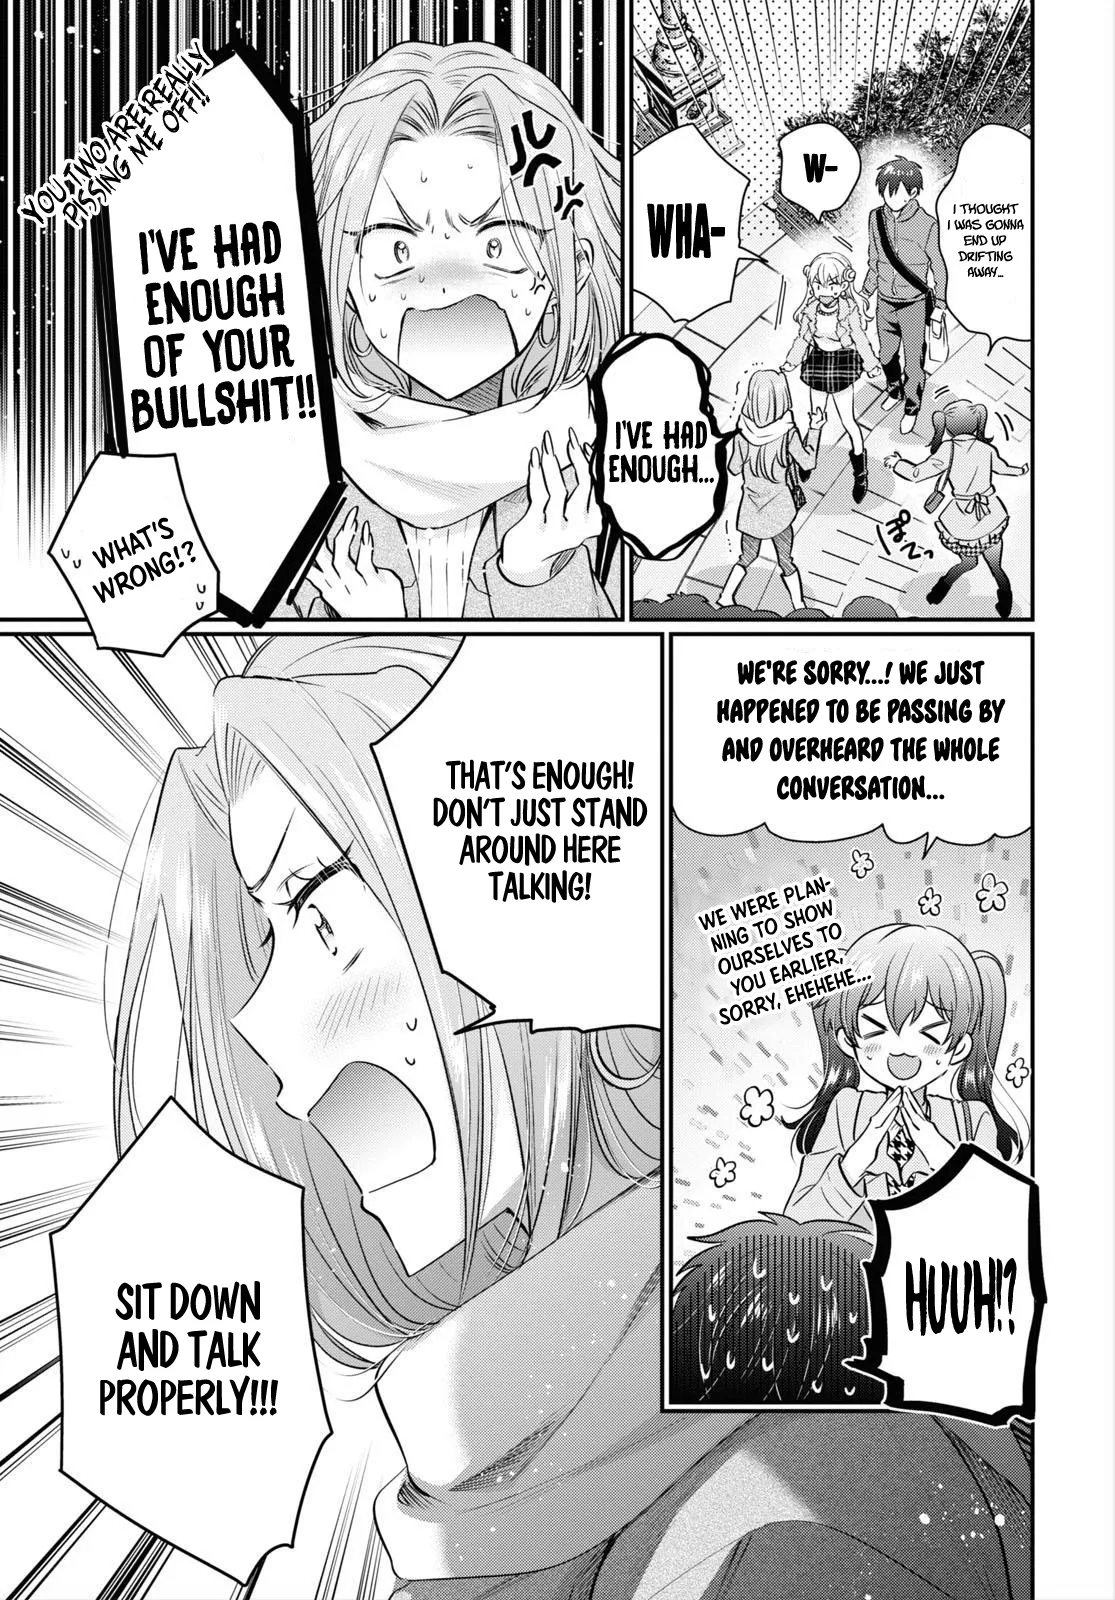 I THOUGHT
I WAS GONNA
END UP
DRIFTING
AWAY...
W-
WHA-
I'VE HAD
ENOUGH...
I'VE HAD
ENOUGH
OF YOUR
BULLSHIT!!
YOU TWO ARE REALLY
PISSING ME OFF!!
WHAT'S
WRONG!?
WE'RE SORRY...! WE JUST
HAPPENED TO BE PASSING BY
AND OVERHEARD THE WHOLE
CONVERSATION...
WE WERE PLAN-
NING TO SHOW
OURSELVES TO
YOU EARLIER,
SORRY, EHEHEHE...
HUUH!?
THAT'S ENOUGH!
DON'T JUST STAND
AROUND HERE
TALKING!
SIT DOWN
AND TALK
PROPERLY!!!